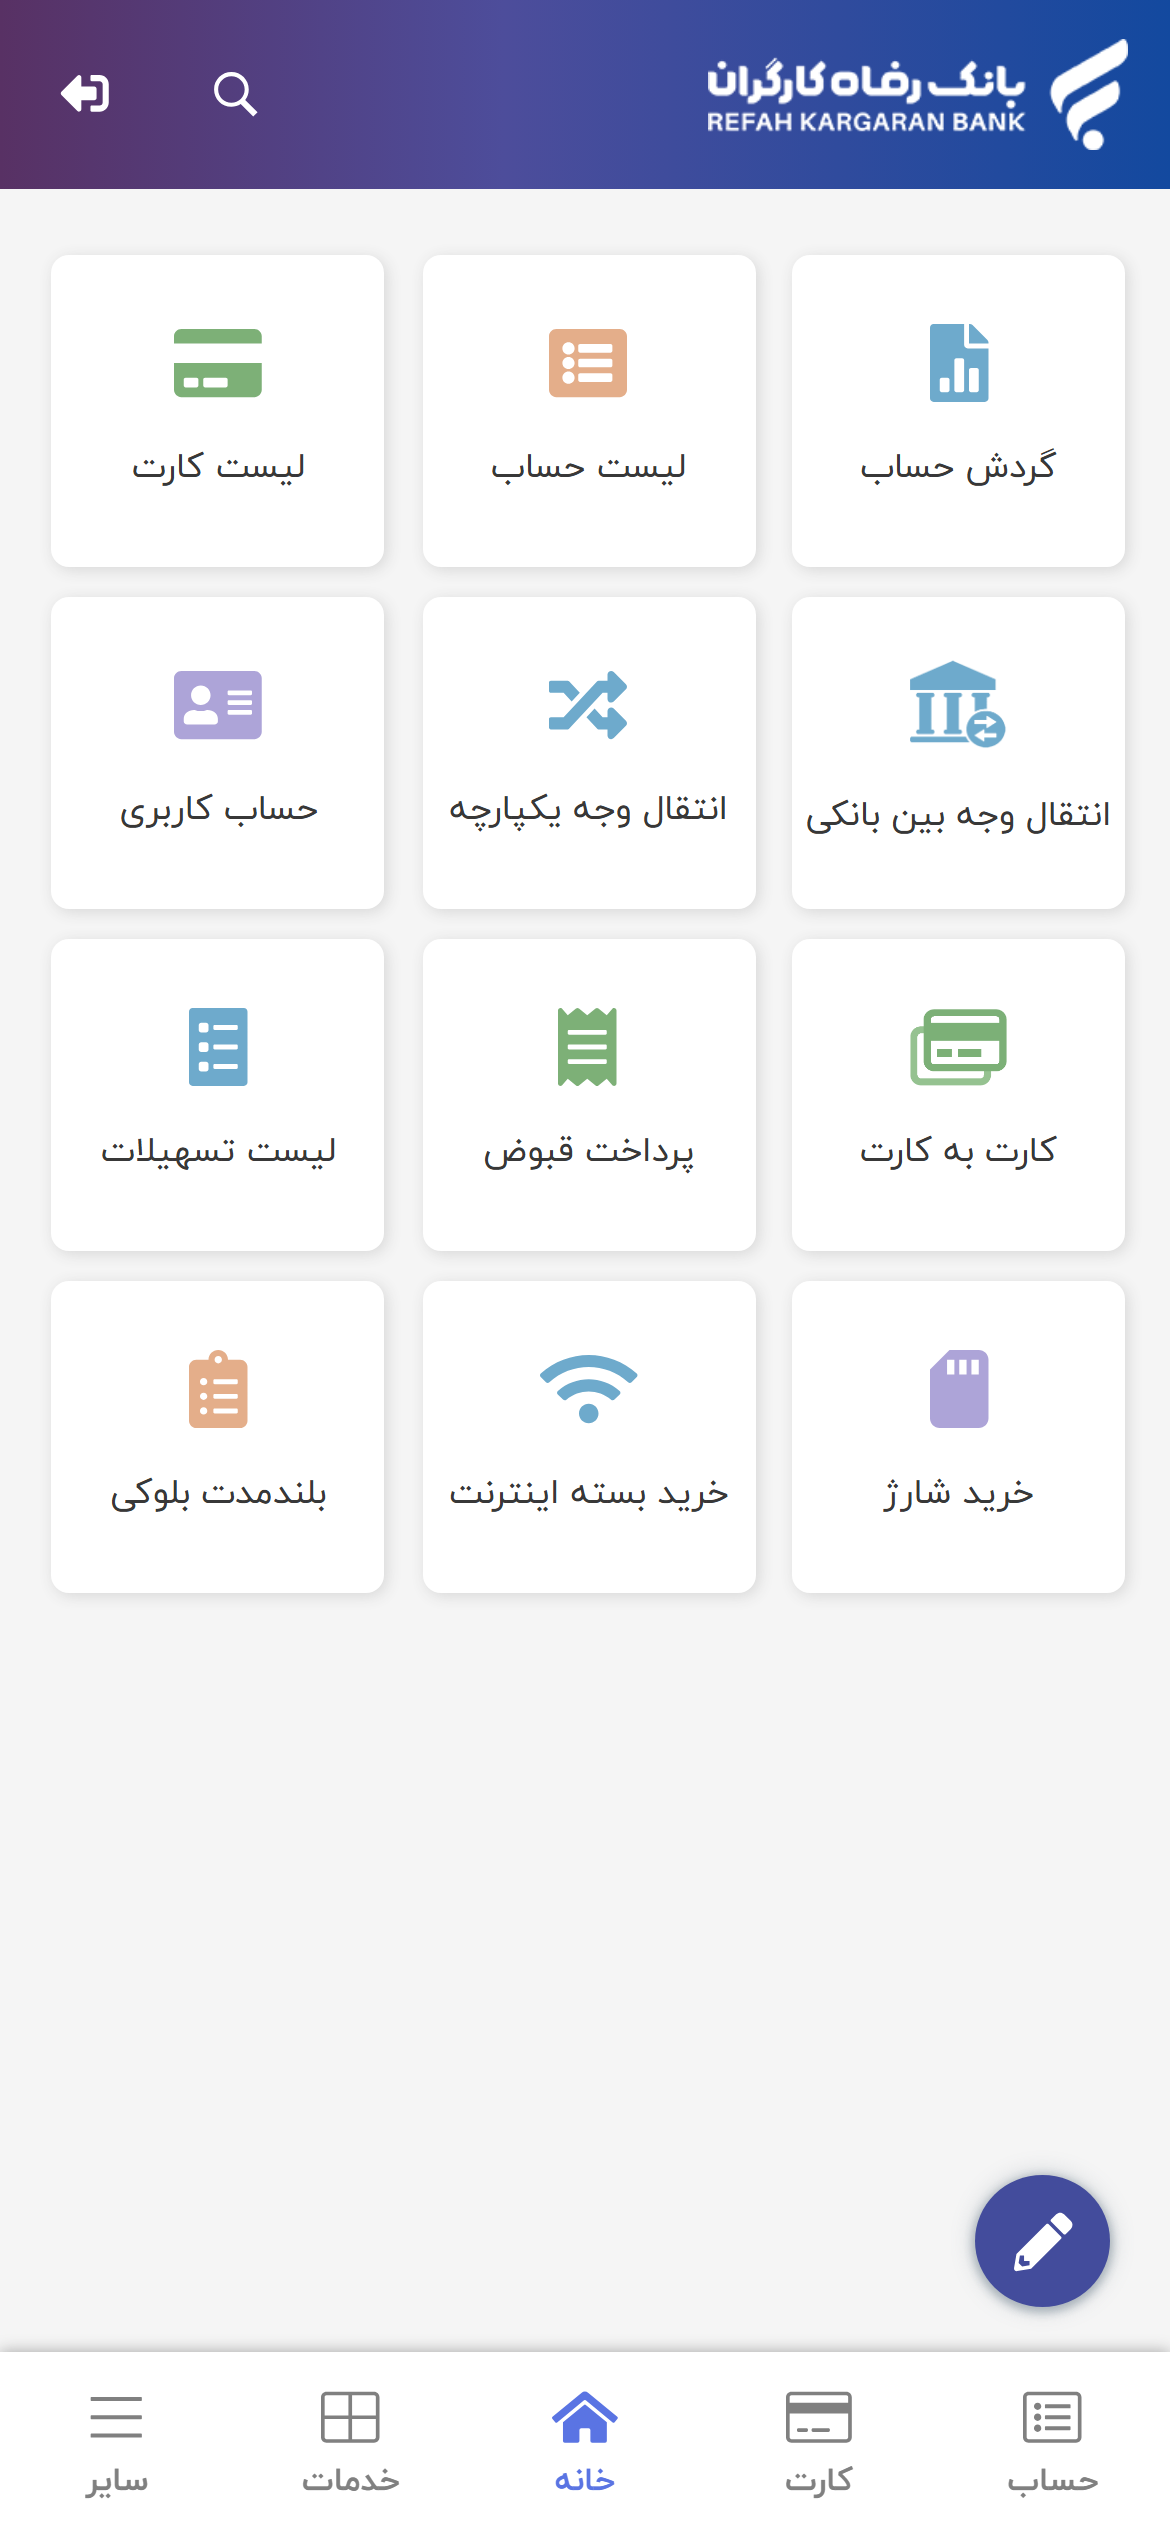 بانک رفاه کارگران
REFAH KARGARAN BANK
گردش حساب
لیست حساب
لیست کارت
انتقال وجه بین بانکی
انتقال وجه یکپارچه
حساب کاربری
کارت به کارت
پرداخت قبوض
لیست تسهیلات
خرید شارژ
خرید بسته اینترنت
بلندمدت بلوکی
حساب
کارت
خانه
خدمات
سایر